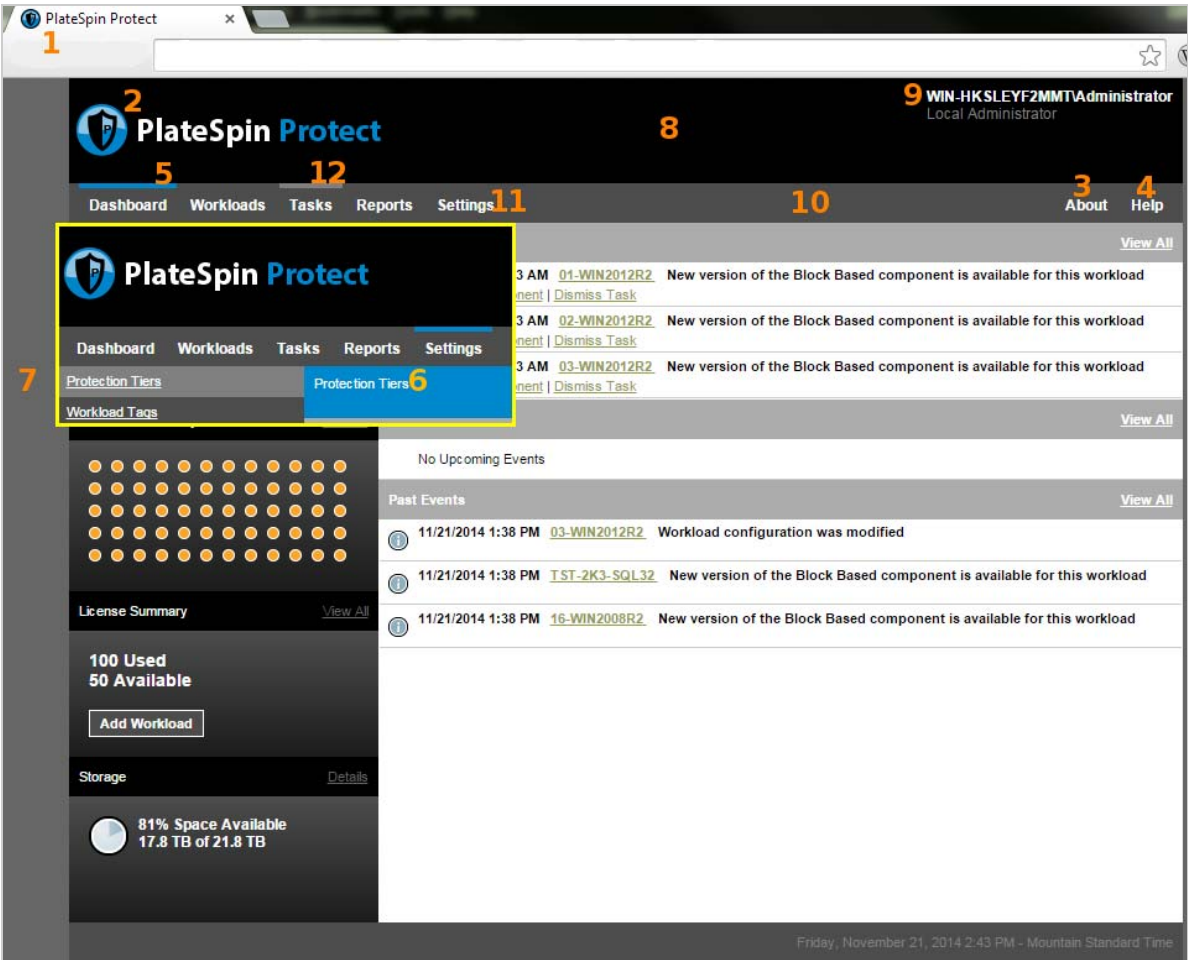 PlateSpin Protect ×
1
2
PlateSpin Protect
8
9 WIN-HKSLEYF2MMT\Administrator
Local Administrator
5
12
3
4
Dashboard Workloads Tasks Reports Settings 11 10 About Help
View All
PlateSpin Protect
Dashboard Workloads Tasks Reports Settings
7
Protection Tiers
Protection Tiers 6
Workload Tags
3 AM 01-WIN2012R2 New version of the Block Based component is available for this workload
nent | Dismiss Task
3 AM 02-WIN2012R2 New version of the Block Based component is available for this workload
nent | Dismiss Task
3 AM 03-WIN2012R2 New version of the Block Based component is available for this workload
nent | Dismiss Task
View All
No Upcoming Events
Past Events View All
11/21/2014 1:38 PM 03-WIN2012R2 Workload configuration was modified
11/21/2014 1:38 PM TST-2K3-SQL32 New version of the Block Based component is available for this workload
11/21/2014 1:38 PM 16-WIN2008R2 New version of the Block Based component is available for this workload
License Summary View All
100 Used
50 Available
Add Workload
Storage Details
81% Space Available
17.8 TB of 21.8 TB
Friday, November 21, 2014 2:43 PM - Mountain Standard Time